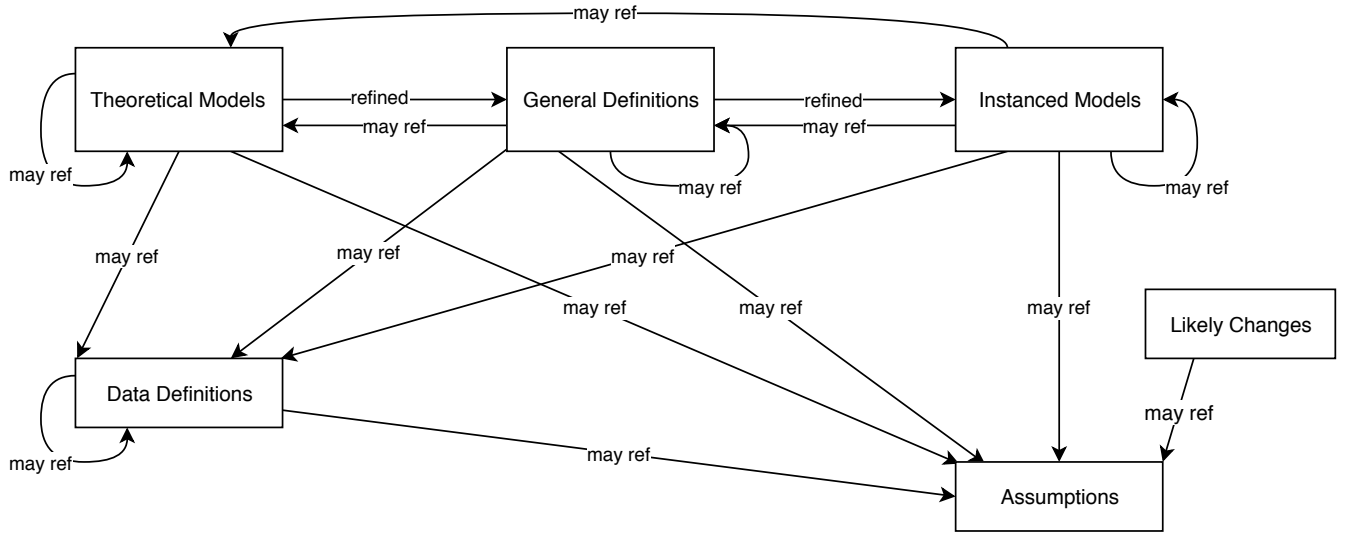 may ref
Theoretical Models
refined
General Definitions
refined
Instanced Models
may ref
may ref
may ref
may ref
may ref
may ref
may ref
may ref
may ref
may ref
may ref
may ref
Likely Changes
Data Definitions
may ref
may ref
may ref
Assumptions